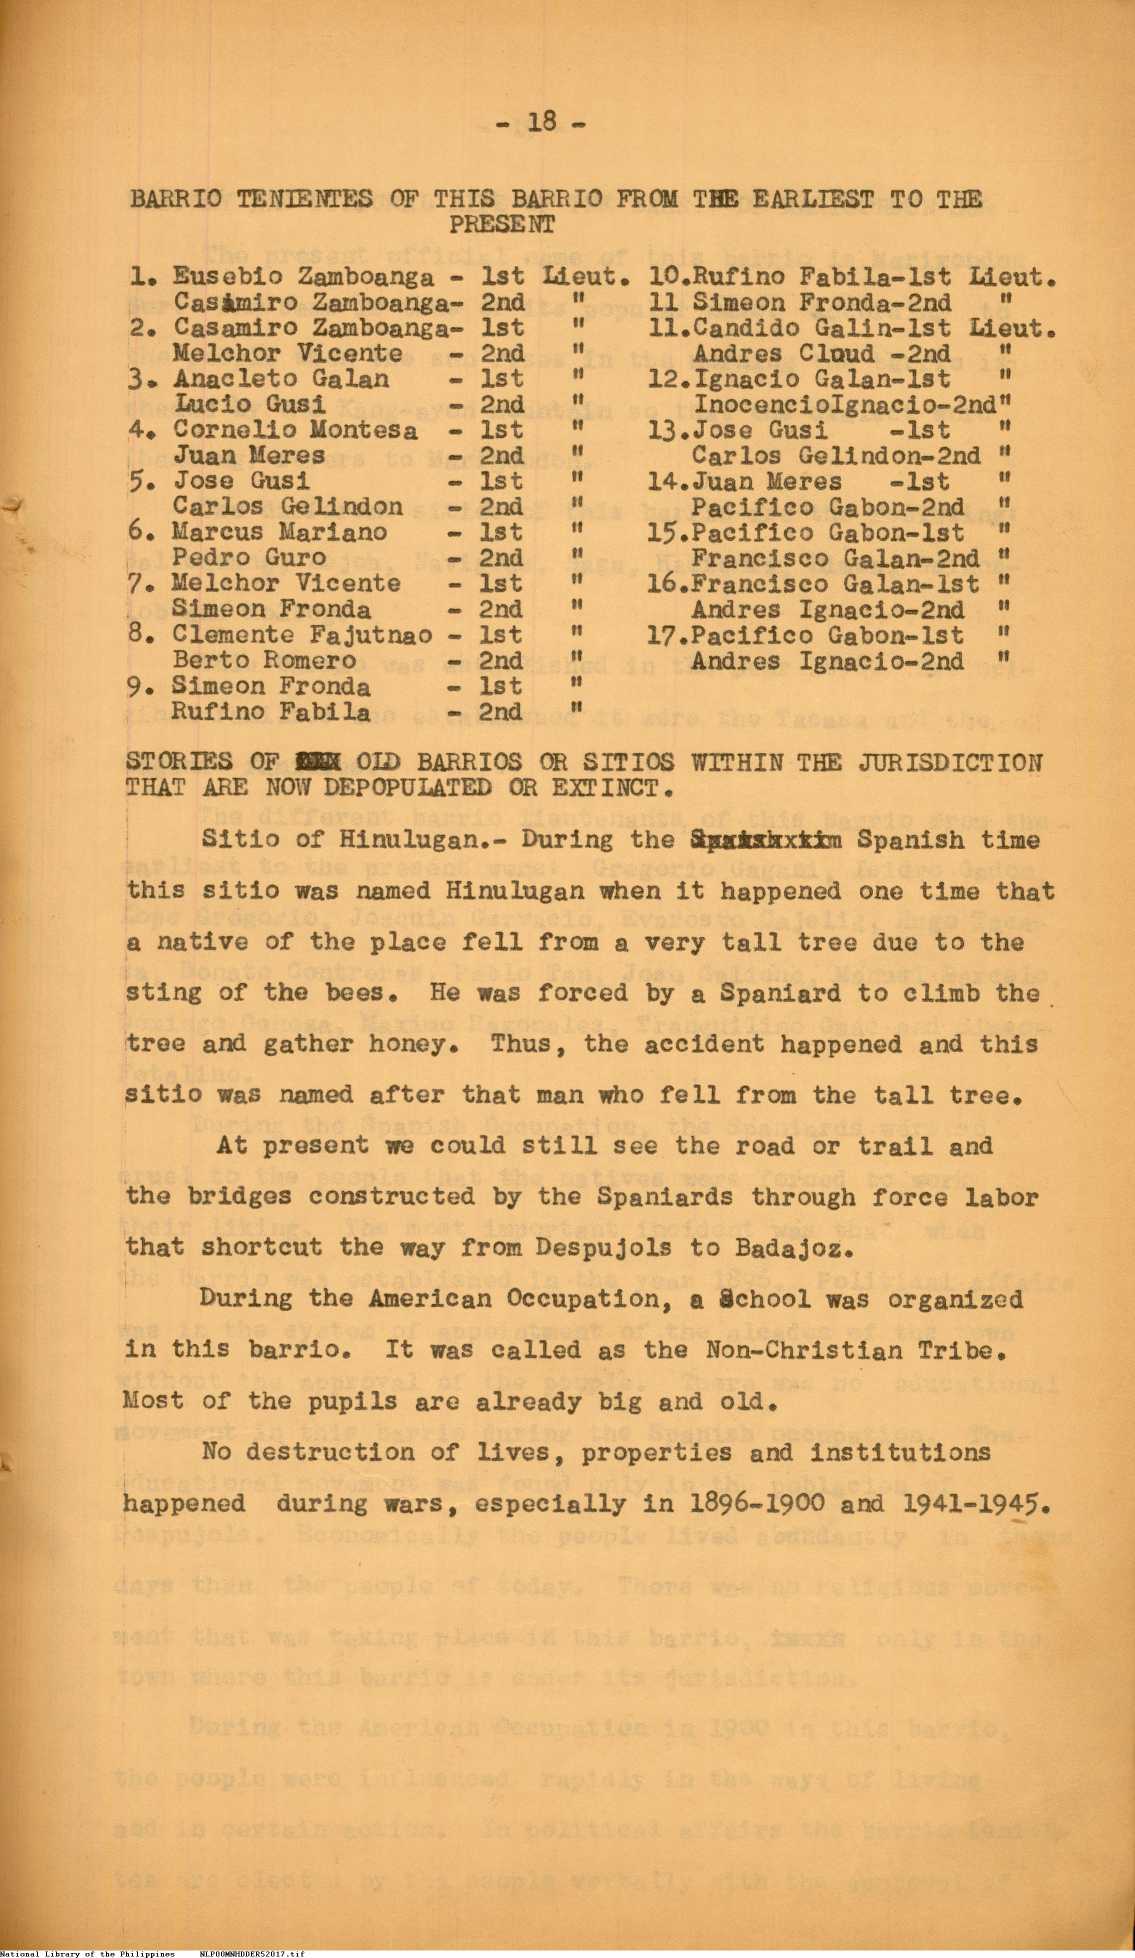 - 18 -
BARRIO TENIENTES OF THIS BARRIO FROM THE EARLIEST TO THE
PRESENT
1. Eusebio Zamboanga - 1st Lieut.
Casimiro Zamboanga- 2nd "
2. Casamiro Zamboanga- 1st "
Melchor Vicente - 2nd "
3. Anacleto Galan - 1st "
Lucio Gusi - 2nd "
4. Cornelio Montesa - 1st "
Juan Meres - 2nd "
5. Jose Gusi - 1st "
Carlos Gelindon - 2nd "
6. Marcus Mariano - 1st "
Pedro Guro - 2nd "
7. Melchor Vicente - 1st "
Simeon Fronda - 2nd "
8. Clemente Fajutnao - 1st "
Berto Romero - 2nd "
9. Simeon Fronda - 1st "
Rufino Fabila - 2nd "
10.Rufino Fabila-1st Lieut.
11 Simeon Fronda-2nd "
11.Candido Galin-1st Lieut.
Andres Cloud -2nd "
12.Ignacio Galan-1st "
InocencioIgnacio-2nd"
13.Jose Gusi -1st "
Carlos Gelindon-2nd "
14.Juan Meres -1st "
Pacifico Gabon-2nd "
15.Pacifico Gabon-1st "
Francisco Galan-2nd "
16.Francisco Galan-1st "
Andres Ignacio-2nd "
17.Pacifico Gabon-1st "
Andres Ignacio-2nd "
STORIES OF OLD BARRIOS OR SITIOS WITHIN THE JURISDICTION
THAT ARE NOW DEPOPULATED OR EXTINCT.
Sitio of Hinulugan.- During the Spanish time
this sitio was named Hinulugan when it happened one time that
a native of the place fell from a very tall tree due to the
sting of the bees. He was forced by a Spaniard to climb the
tree and gather honey. Thus, the accident happened and this
sitio was named after that man who fell from the tall tree.
At present we could still see the road or trail and
the bridges constructed by the Spaniards through force labor
that shortcut the way from Despujols to Badajoz.
During the American Occupation, a School was organized
in this barrio. It was called as the Non-Christian Tribe.
Most of the pupils are already big and old.
No destruction of lives, properties and institutions
happened during wars, especially in 1896-1900 and 1941-1945.
National Library of the Philippines NLPOOMNHDDER52017.tif